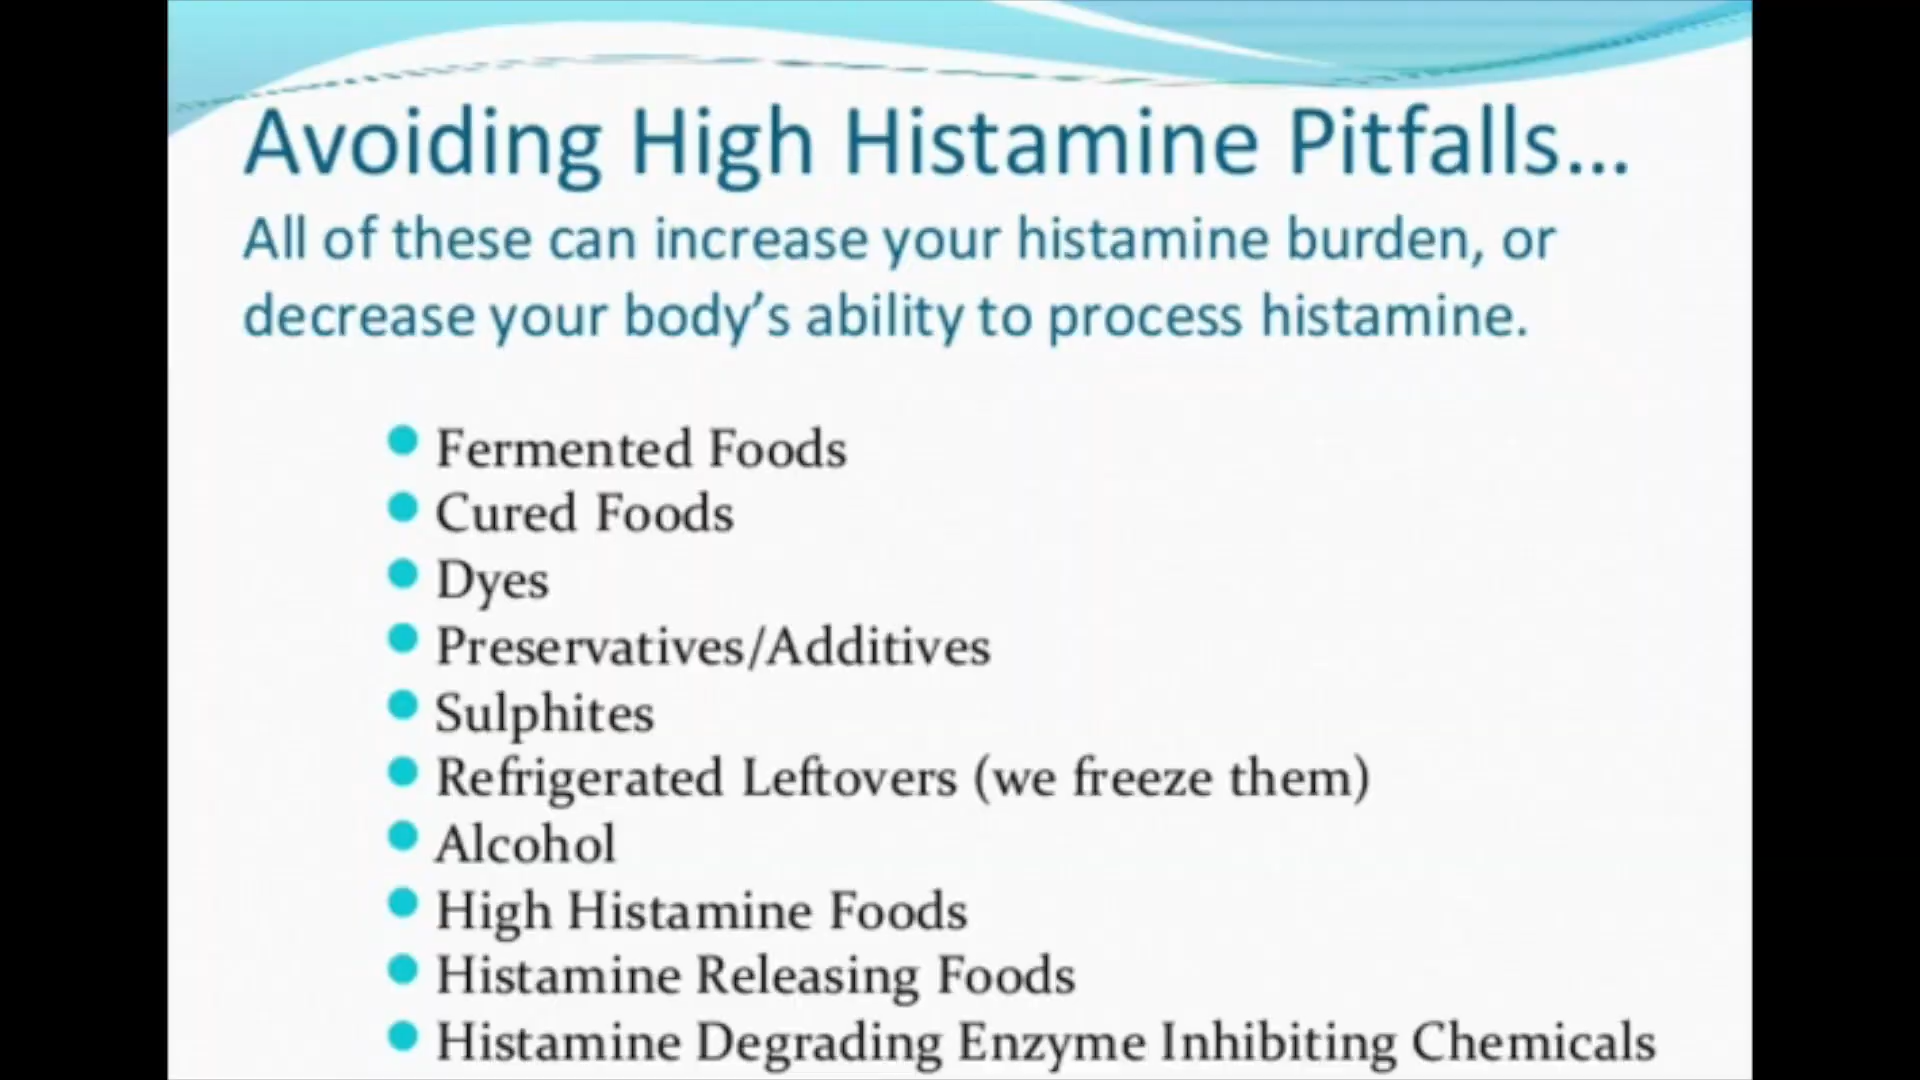 Avoiding High Histamine Pitfalls...
All of these can increase your histamine burden, or
decrease your body's ability to process histamine.
Fermented Foods
Cured Foods
Dyes
Preservatives/Additives
Sulphites
Refrigerated Leftovers (we freeze them)
Alcohol
High Histamine Foods
Histamine Releasing Foods
Histamine Degrading Enzyme Inhibiting Chemicals